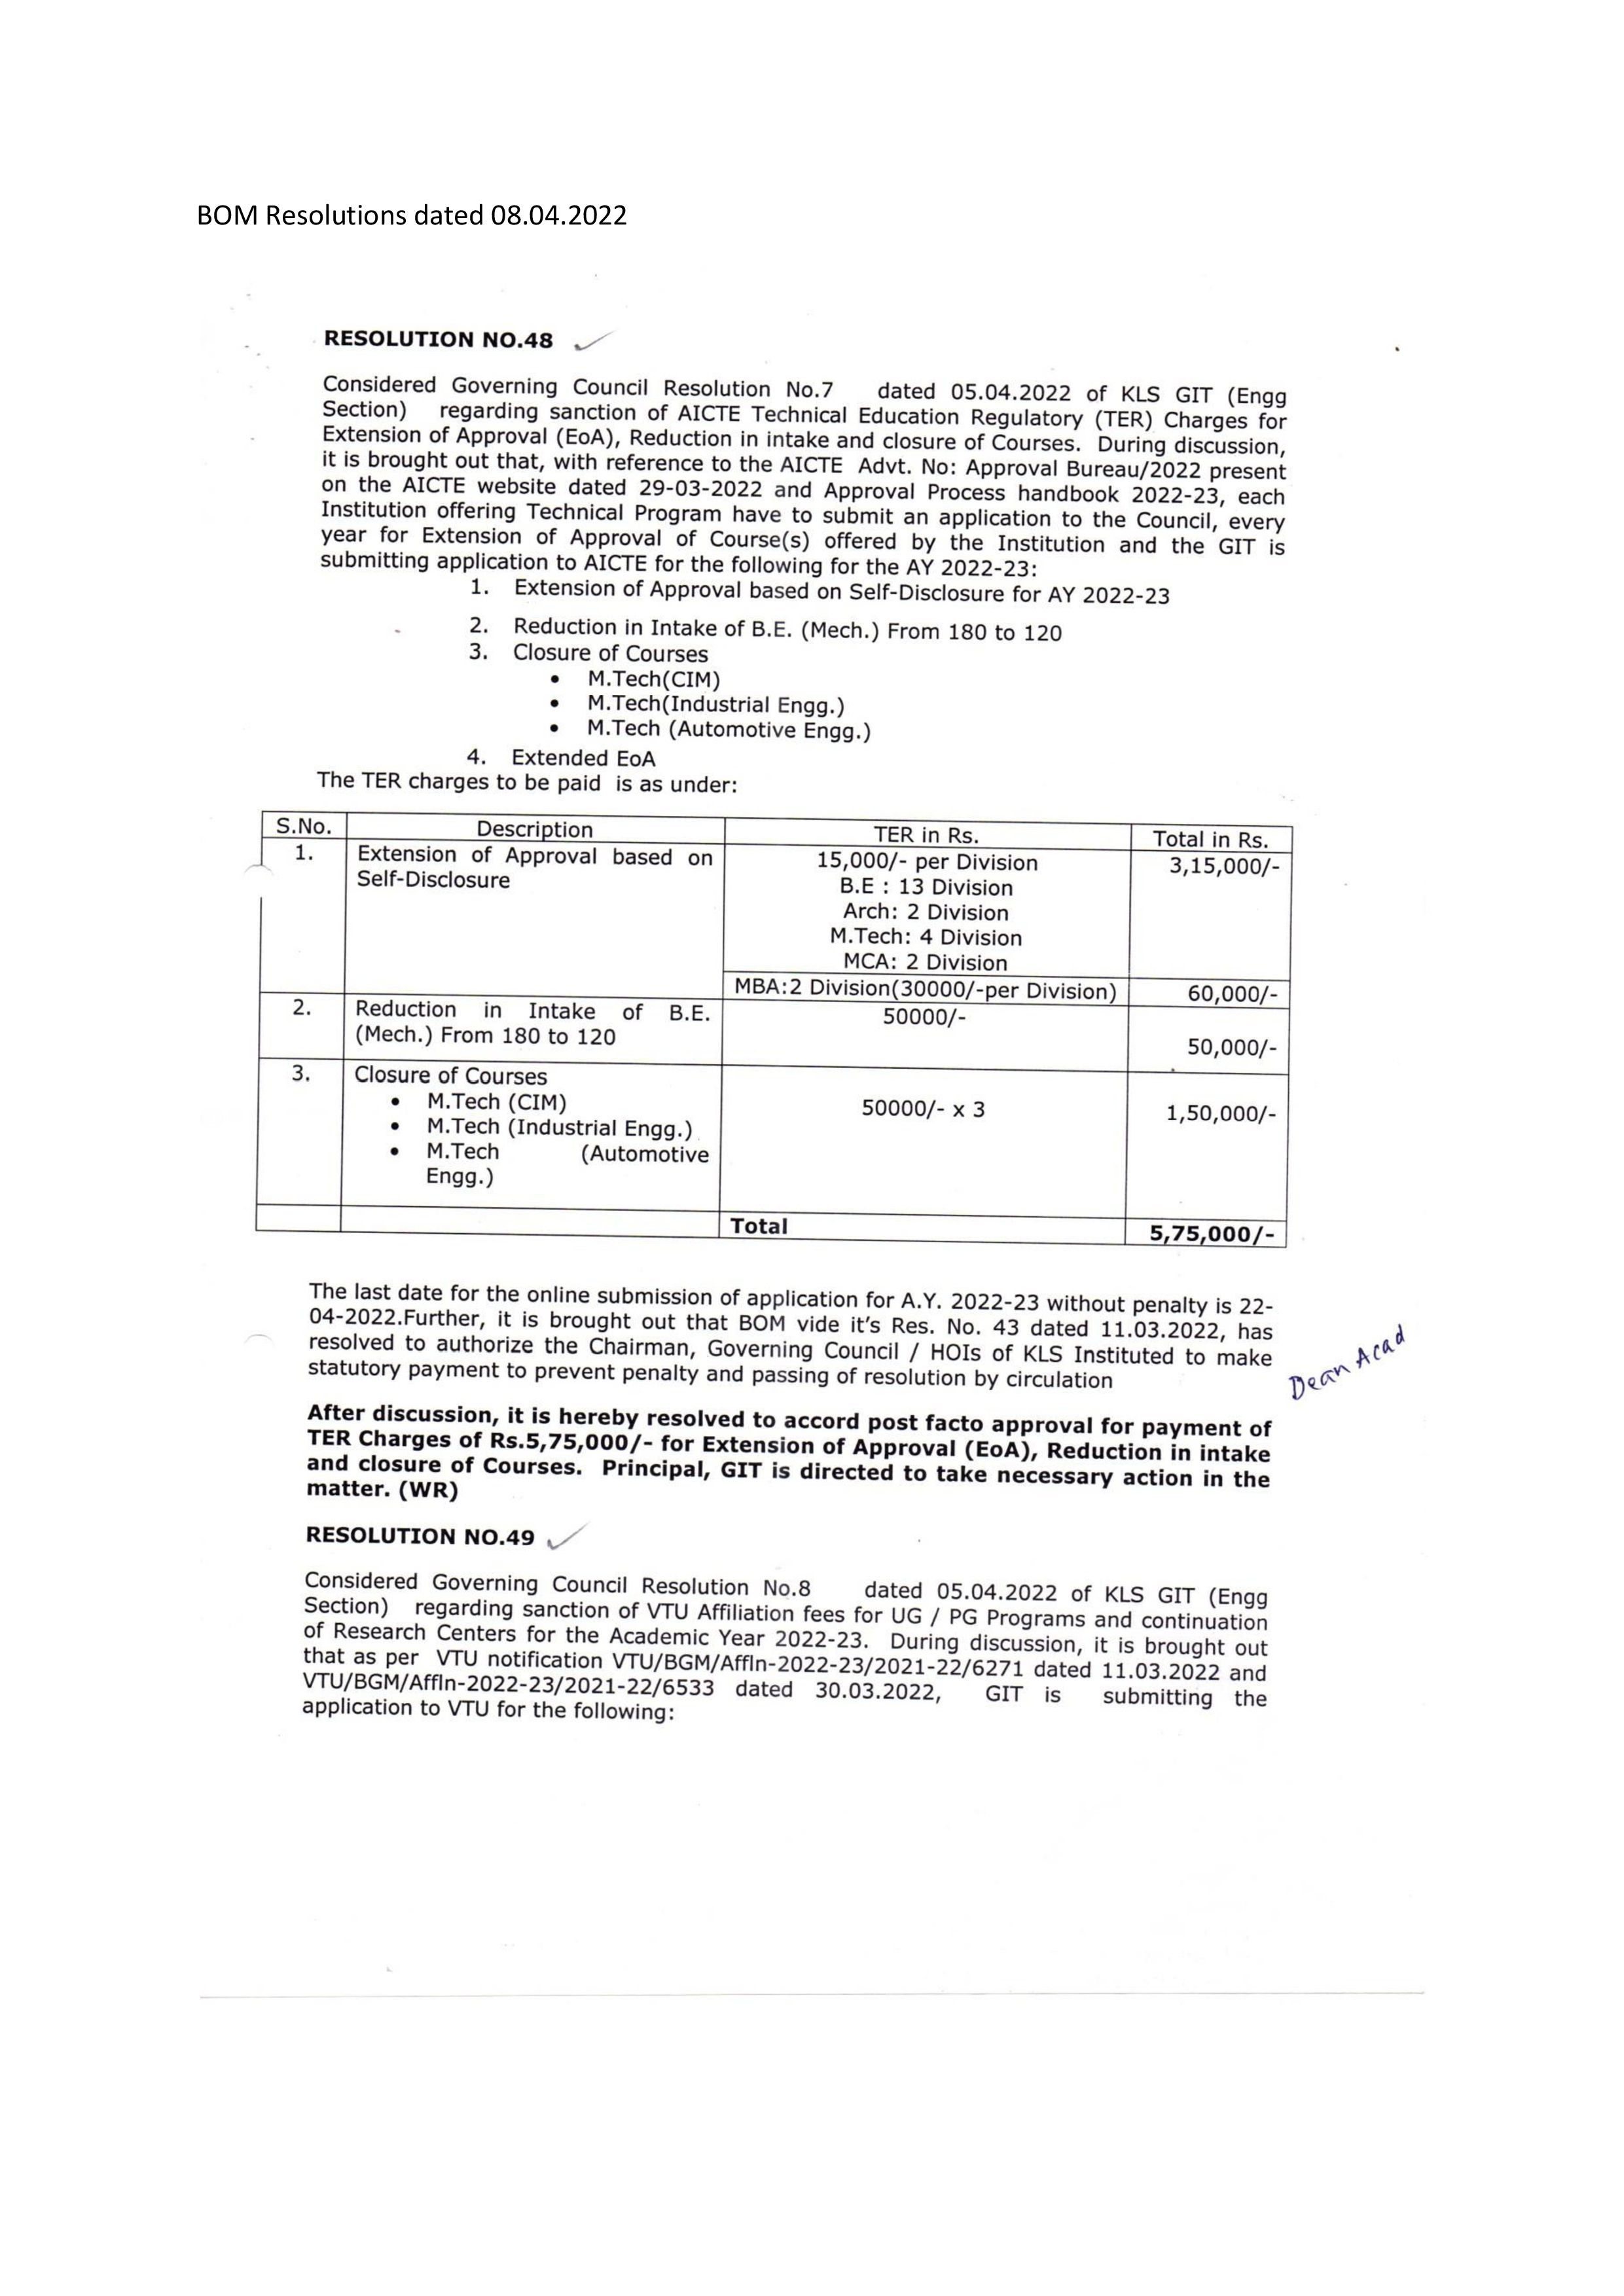 BOM Resolutions dated 08.04.2022
RESOLUTION NO.48
Considered Governing Council Resolution No.7 dated 05.04.2022 of KLS GIT (Engg
Section) regarding sanction of AICTE Technical Education Regulatory (TER) Charges for
Extension of Approval (EoA), Reduction in intake and closure of Courses. During discussion,
it is brought out that, with reference to the AICTE Advt. No: Approval Bureau/2022 present
on the AICTE website dated 29-03-2022 and Approval Process handbook 2022-23, each
Institution offering Technical Program have to submit an application to the Council, every
year for Extension of Approval of Course(s) offered by the Institution and the GIT is
submitting application to AICTE for the following for the AY 2022-23:
1. Extension of Approval based on Self-Disclosure for AY 2022-23
2. Reduction in Intake of B.E. (Mech.) From 180 to 120
3. Closure of Courses
• M.Tech(CIM)
• M.Tech(Industrial Engg.)
• M.Tech (Automotive Engg.)
4. Extended EoA
The TER charges to be paid is as under:
S.No. Description TER in Rs. Total in Rs.
1. Extension of Approval based on 15,000/- per Division 3,15,000/-
Self-Disclosure B.E : 13 Division
Arch: 2 Division
M.Tech: 4 Division
MCA: 2 Division
MBA:2 Division(30000/-per Division) 60,000/-
2. Reduction in Intake of B.E. 50000/-
(Mech.) From 180 to 120 50,000/-
3. Closure of Courses
• M.Tech (CIM) 50000/- x 3 1,50,000/-
• M.Tech (Industrial Engg.)
• M.Tech (Automotive
Engg.)
Total 5,75,000/-
The last date for the online submission of application for A.Y. 2022-23 without penalty is 22-
04-2022.Further, it is brought out that BOM vide it's Res. No. 43 dated 11.03.2022, has
resolved to authorize the Chairman, Governing Council / HOIs of KLS Instituted to make
statutory payment to prevent penalty and passing of resolution by circulation
Dean Acad
After discussion, it is hereby resolved to accord post facto approval for payment of
TER Charges of Rs.5,75,000/- for Extension of Approval (EoA), Reduction in intake
and closure of Courses. Principal, GIT is directed to take necessary action in the
matter. (WR)
RESOLUTION NO.49
Considered Governing Council Resolution No.8 dated 05.04.2022 of KLS GIT (Engg
Section) regarding sanction of VTU Affiliation fees for UG / PG Programs and continuation
of Research Centers for the Academic Year 2022-23. During discussion, it is brought out
that as per VTU notification VTU/BGM/Affln-2022-23/2021-22/6271 dated 11.03.2022 and
VTU/BGM/Affln-2022-23/2021-22/6533 dated 30.03.2022, GIT is submitting the
application to VTU for the following: